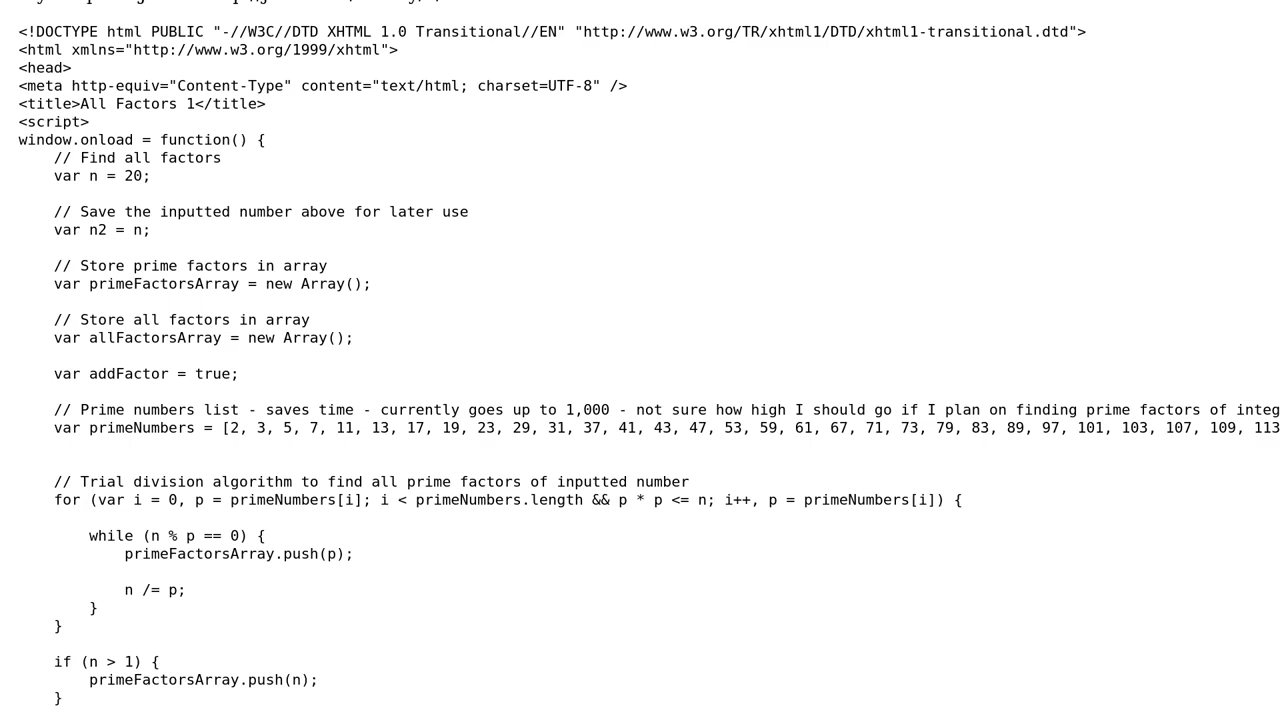 <!DOCTYPE html PUBLIC "-//W3C//DTD XHTML 1.0 Transitional//EN" "http://www.w3.org/TR/xhtml1/DTD/xhtml1-transitional.dtd">
<html xmlns="http://www.w3.org/1999/xhtml">
<head>
<meta http-equiv="Content-Type" content="text/html; charset=UTF-8" />
<title>All Factors 1</title>
<script>
window.onload = function() {
    // Find all factors
    var n = 20;

    // Save the inputted number above for later use
    var n2 = n;

    // Store prime factors in array
    var primeFactorsArray = new Array();

    // Store all factors in array
    var allFactorsArray = new Array();

    var addFactor = true;

    // Prime numbers list - saves time - currently goes up to 1,000 - not sure how high I should go if I plan on finding prime factors of integ
    var primeNumbers = [2, 3, 5, 7, 11, 13, 17, 19, 23, 29, 31, 37, 41, 43, 47, 53, 59, 61, 67, 71, 73, 79, 83, 89, 97, 101, 103, 107, 109, 113

    // Trial division algorithm to find all prime factors of inputted number
    for (var i = 0, p = primeNumbers[i]; i < primeNumbers.length && p * p <= n; i++, p = primeNumbers[i]) {

        while (n % p == 0) {
            primeFactorsArray.push(p);

            n /= p;
        }
    }

    if (n > 1) {
        primeFactorsArray.push(n);
    }